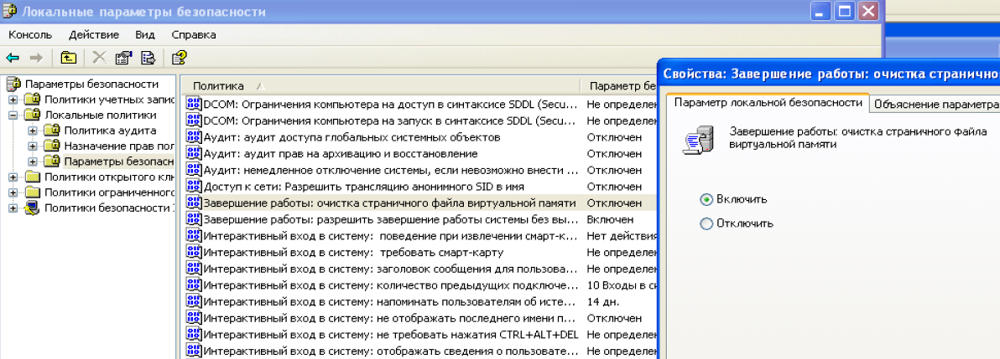 Локальные параметры безопасности
Консоль Действие Вид Справка
Параметры безопасности
Политики учетных запис
Локальные политики
Политика аудита
Назначение прав пол
Параметры безопасн
Политики открытого клю
Политики ограниченног
Политики безопасности
Политика Параметр бе
DCOM: Ограничения компьютера на доступ в синтаксисе SDDL (Secu... Не определен
DCOM: Ограничения компьютера на запуск в синтаксисе SDDL (Secu... Не определен
Аудит: аудит доступа глобальных системных объектов Отключен
Аудит: аудит прав на архивацию и восстановление Отключен
Аудит: немедленное отключение системы, если невозможно внести ... Отключен
Доступ к сети: Разрешить трансляцию анонимного SID в имя Отключен
Завершение работы: очистка страничного файла виртуальной памяти Отключен
Завершение работы: разрешить завершение работы системы без вы... Включен
Интерактивный вход в систему: поведение при извлечении смарт-к... Нет действия
Интерактивный вход в систему: требовать смарт-карту Не определен
Интерактивный вход в систему: заголовок сообщения для пользова... Не определен
Интерактивный вход в систему: количество предыдущих подключе... 10 Входы в си
Интерактивный вход в систему: напоминать пользователям об исте... 14 дн.
Интерактивный вход в систему: не отображать последнего имени п... Отключен
Интерактивный вход в систему: не требовать нажатия CTRL+ALT+DEL Не определен
Интерактивный вход в систему: отображать сведения о пользовате... Не определен
Свойства: Завершение работы: очистка странично
Параметр локальной безопасности Объяснение параметра
Завершение работы: очистка страничного файла
виртуальной памяти
Включить
Отключить